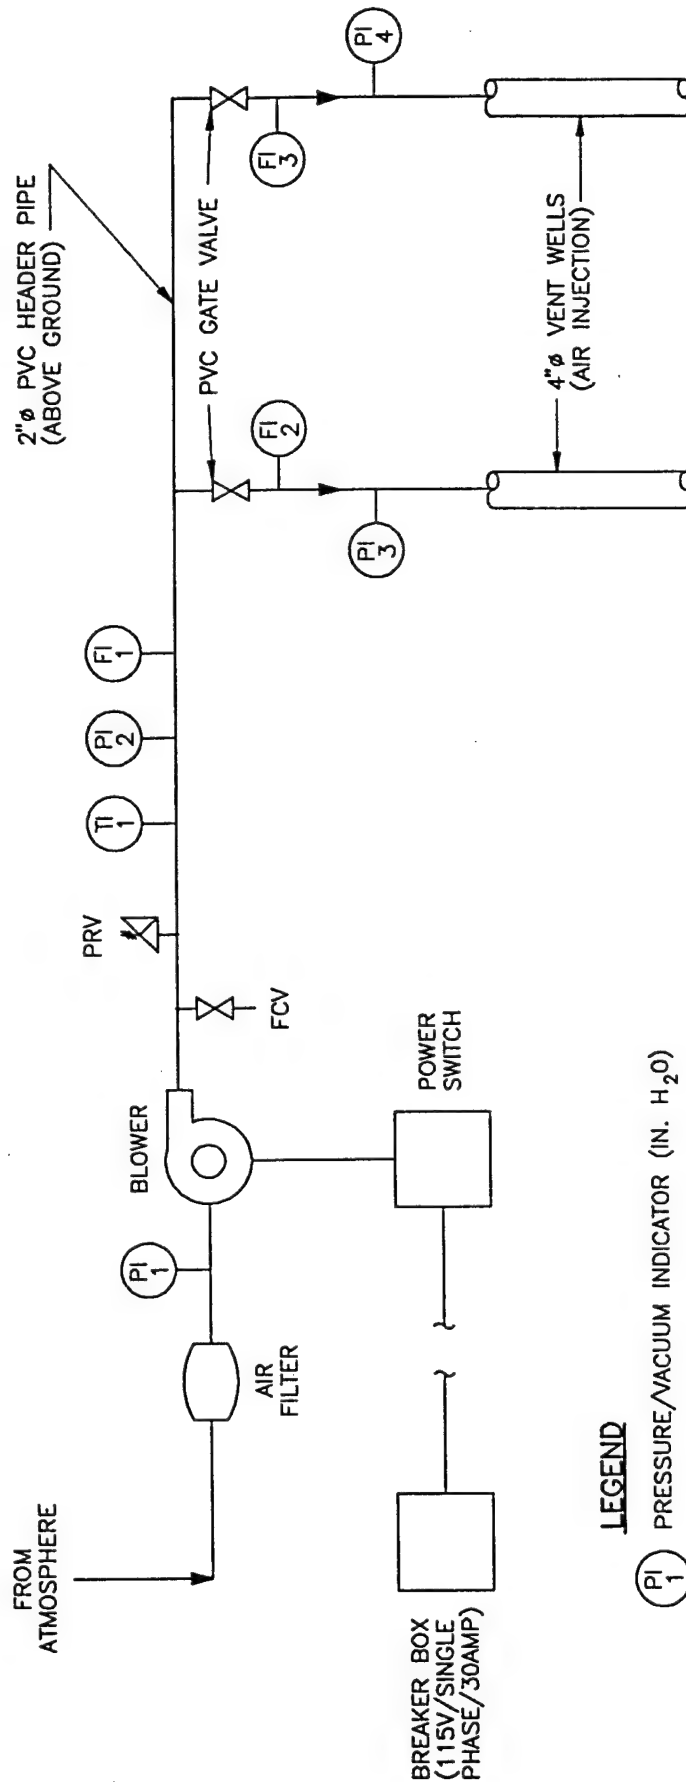 FROM
ATMOSPHERE
AIR
FILTER
PI
1
BLOWER
FCV
PRV
TI
1
PI
2
FI
1
2"ø PVC HEADER PIPE
(ABOVE GROUND)
PVC GATE VALVE
FI
2
PI
3
FI
3
PI
4
4"ø VENT WELLS
(AIR INJECTION)
BREAKER BOX
(115V/SINGLE
PHASE/30AMP)
POWER
SWITCH
LEGEND
PI
1
PRESSURE/VACUUM INDICATOR (IN. H₂O)